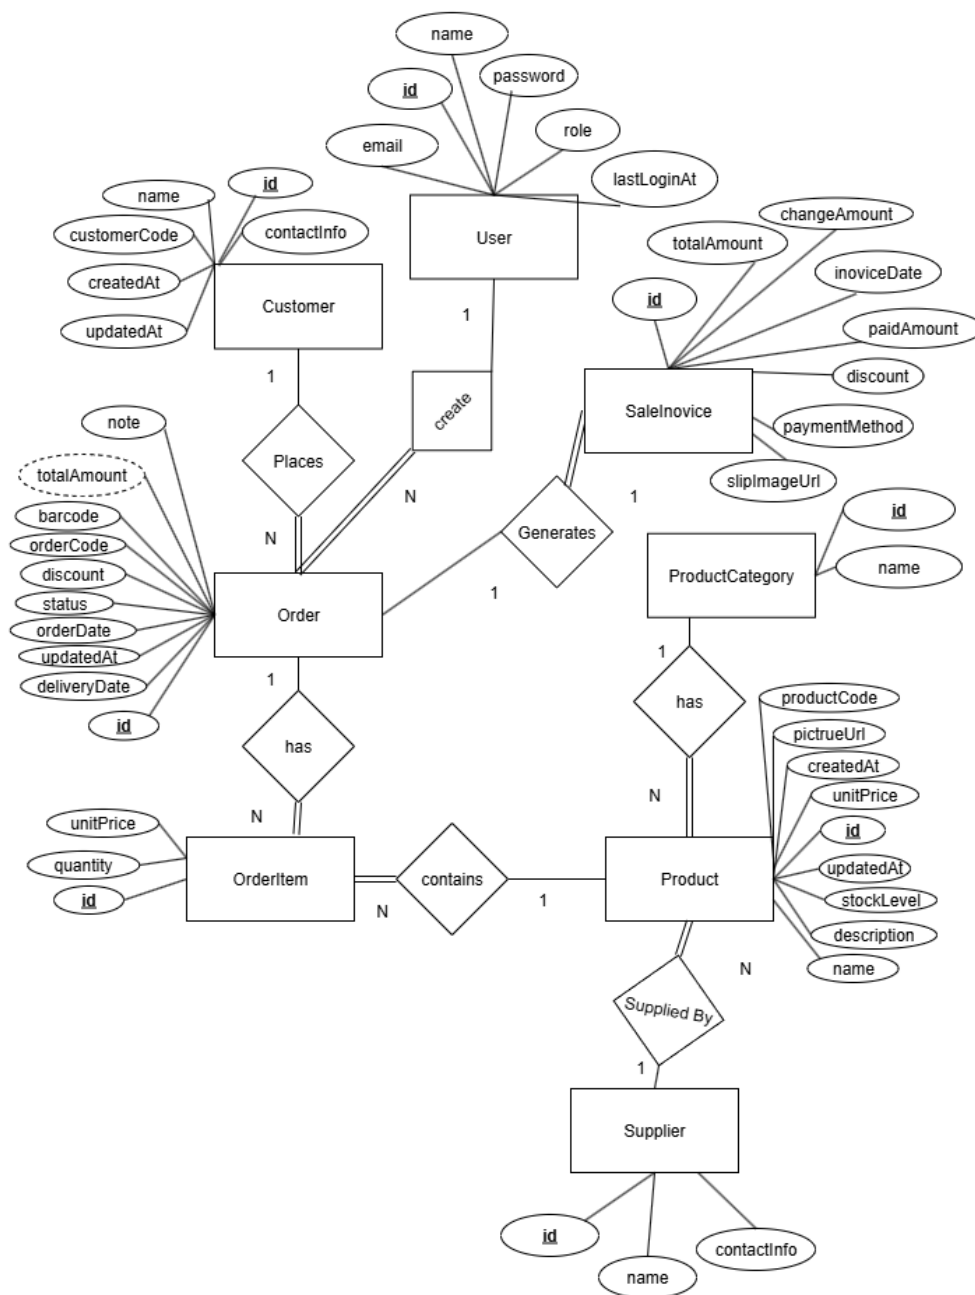 name
password
id
role
email
lastLoginAt
User
name
id
customerCode
contactInfo
createdAt
updatedAt
Customer
1
1
changeAmount
totalAmount
inoviceDate
id
paidAmount
discount
SaleInovice
paymentMethod
slipImageUrl
create
Places
N
N
note
totalAmount
barcode
orderCode
discount
status
orderDate
updatedAt
deliveryDate
id
Order
Generates
1
1
1
ProductCategory
id
name
1
has
N
has
N
productCode
pictrueUrl
createdAt
unitPrice
id
updatedAt
stockLevel
description
name
unitPrice
quantity
id
OrderItem
N
contains
1
Product
N
Supplied By
1
Supplier
id
name
contactInfo